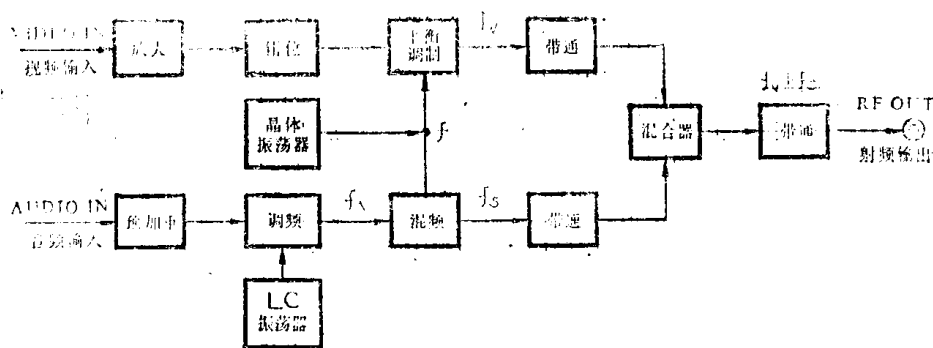 VIDEO IN
视频输入
放大
钳位
平衡
调制
fV
带通
晶体
振荡器
f
混合器
带通
RF OUT
射频输出
AUDIO IN
音频输入
预加重
调频
fA
混频
fS
带通
LC
振荡器